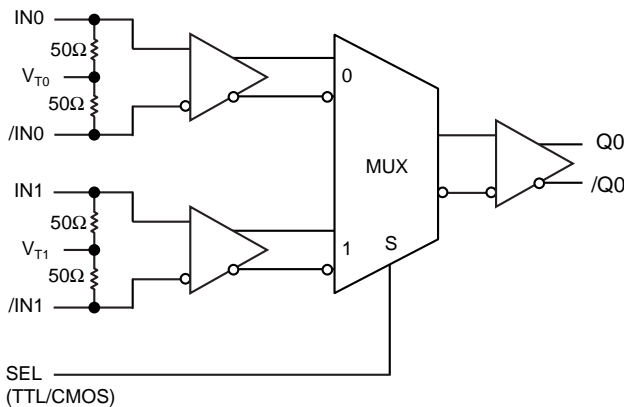 IN0
50Ω
VT0
50Ω
/IN0
0
IN1
50Ω
VT1
50Ω
/IN1
1
MUX
S
Q0
/Q0
SEL
(TTL/CMOS)